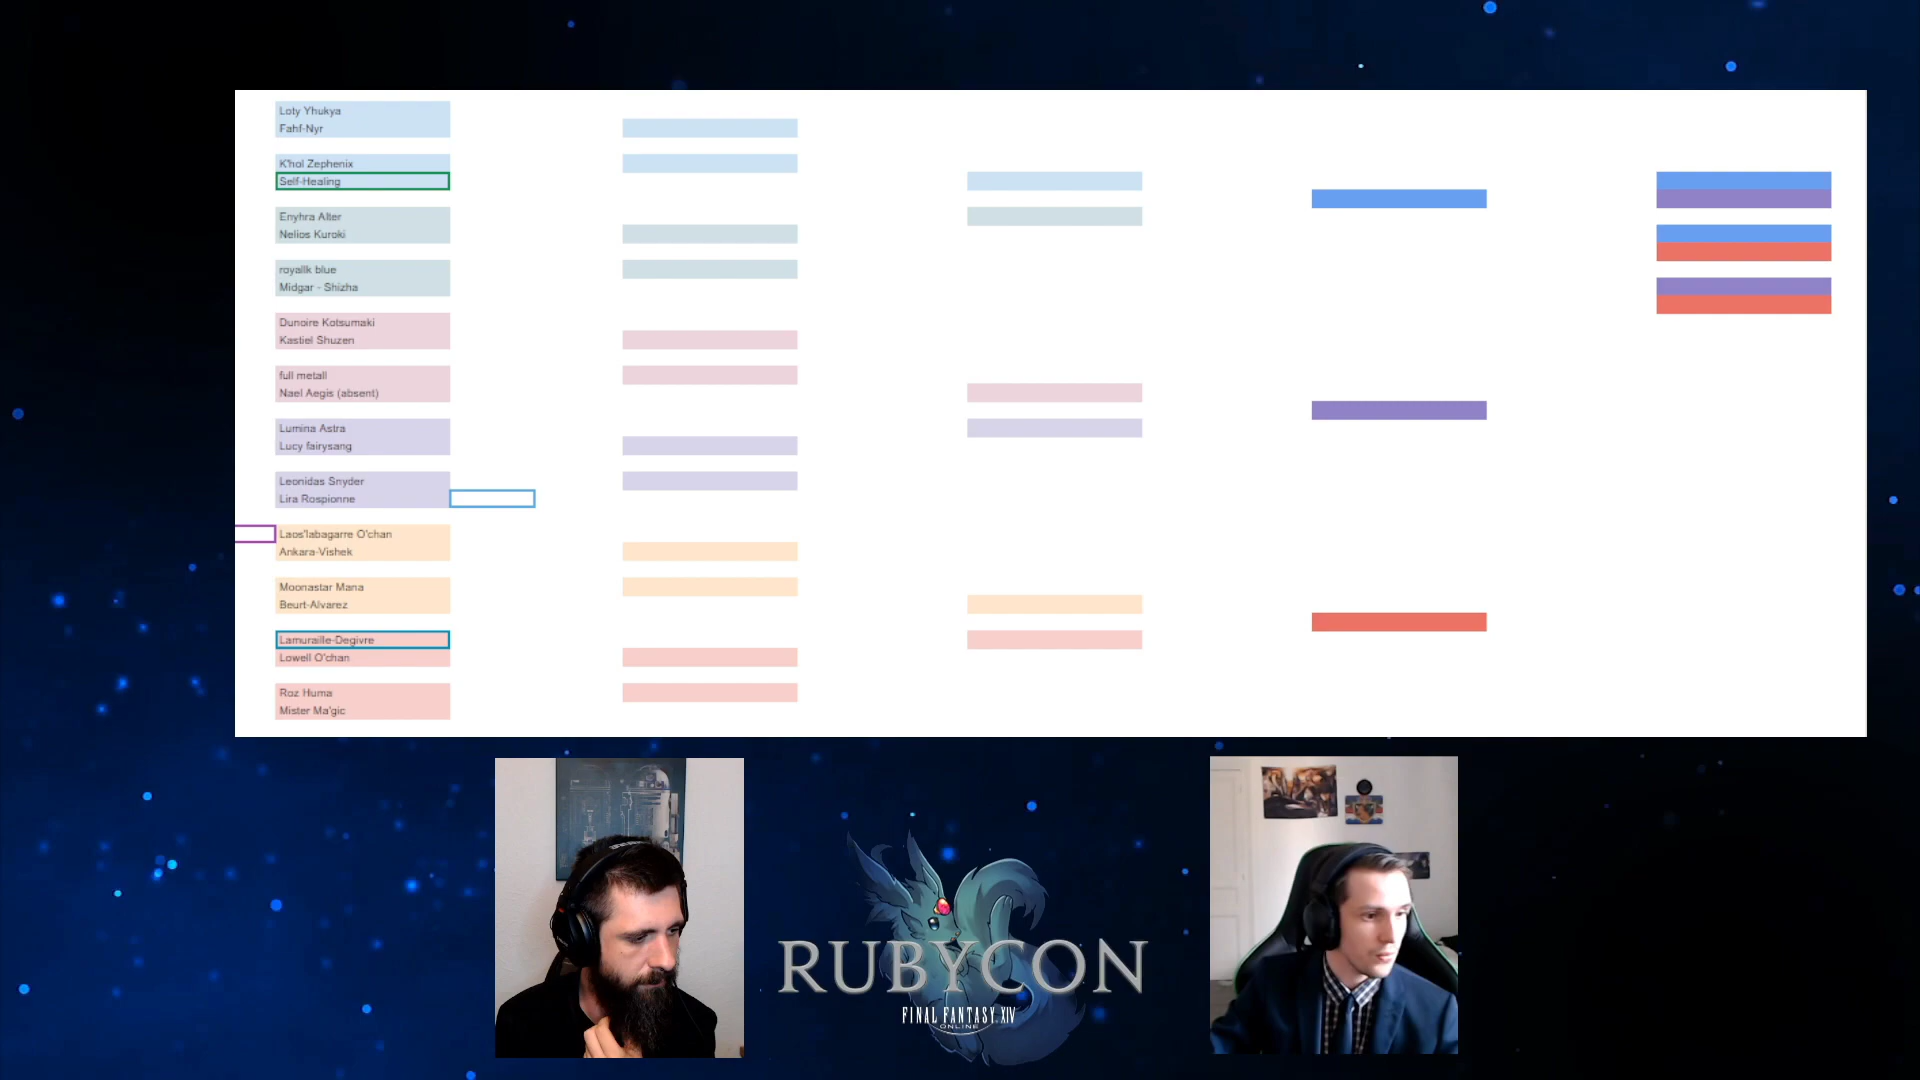 Loty Yhukya
Fahf-Nyr
K'hol Zephenix
Self-Healing
Enyhra Alter
Nelios Kuroki
royallk blue
Midgar - Shizha
Dunoire Kotsumaki
Kastiel Shuzen
full metall
Nael Aegis (absent)
Lumina Astra
Lucy fairysang
Leonidas Snyder
Lira Rospionne
Laos'labagarre O'chan
Ankara-Vishek
Moonastar Mana
Beurt-Alvarez
Lamuraille-Degivre
Lowell O'chan
Roz Huma
Mister Ma'gic
RUBYCON
FINAL FANTASY XIV
ONLINE